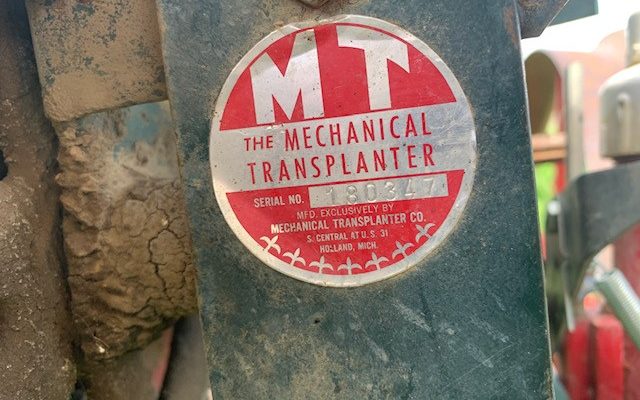 MT
THE MECHANICAL
TRANSPLANTER
SERIAL NO. 180347
MFD. EXCLUSIVELY BY
MECHANICAL TRANSPLANTER CO.
S. CENTRAL AT U.S. 31
HOLLAND, MICH.